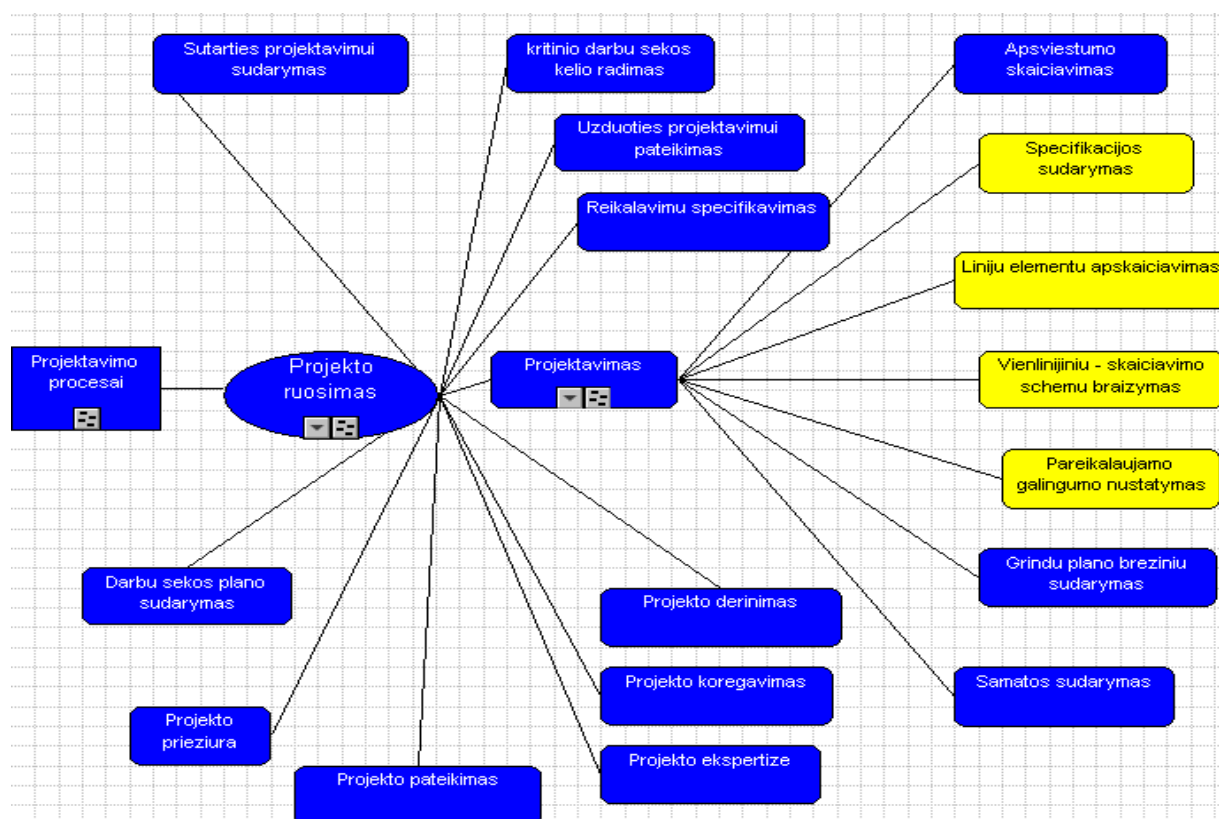 Sutarties projektavimui
sudarymas
kritinio darbu sekos
kelio radimas
Apsviestumo
skaiciavimas
Uzduoties projektavimui
pateikimas
Specifikacijos
sudarymas
Reikalavimu specifikavimas
Liniju elementu apskaiciavimas
Projektavimo
procesai
Projekto
ruosimas
Projektavimas
Vienlinijiniu - skaiciavimo
schemu braizymas
Pareikalaujamo
galingumo nustatymas
Darbu sekos plano
sudarymas
Grindu plano breziniu
sudarymas
Projekto derinimas
Projekto koregavimas
Samatos sudarymas
Projekto
prieziura
Projekto pateikimas
Projekto ekspertize